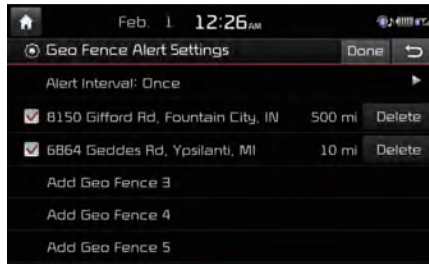 Feb. 1 12:26 AM
Geo Fence Alert Settings Done
Alert Interval: Once
8150 Gifford Rd, Fountain City, IN 500 mi Delete
6864 Geddes Rd, Ypsilanti, MI 10 mi Delete
Add Geo Fence 3
Add Geo Fence 4
Add Geo Fence 5